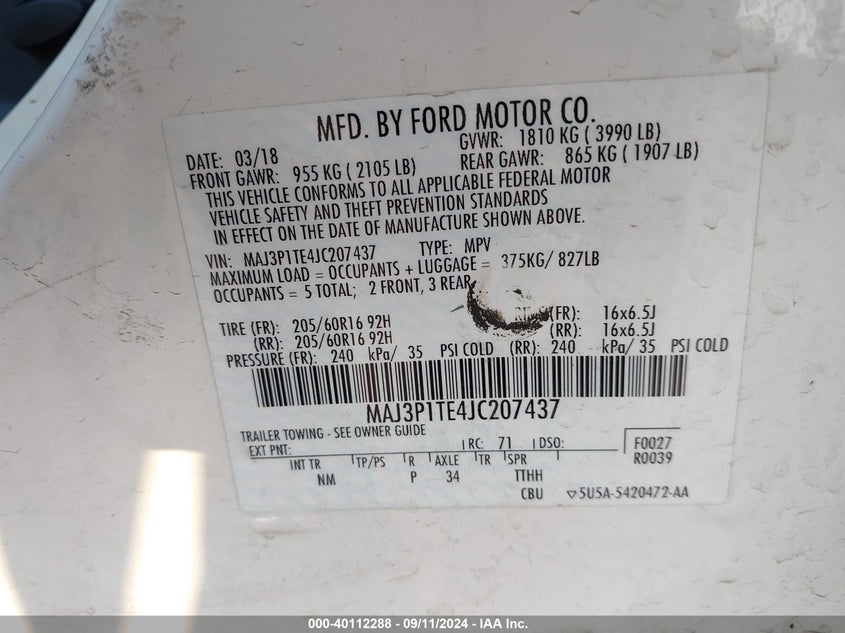 MFD. BY FORD MOTOR CO.
DATE: 03/18 GVWR: 1810 KG ( 3990 LB)
FRONT GAWR: 955 KG ( 2105 LB) REAR GAWR: 865 KG ( 1907 LB)
THIS VEHICLE CONFORMS TO ALL APPLICABLE FEDERAL MOTOR
VEHICLE SAFETY AND THEFT PREVENTION STANDARDS
IN EFFECT ON THE DATE OF MANUFACTURE SHOWN ABOVE.
VIN: MAJ3P1TE4JC207437 TYPE: MPV
MAXIMUM LOAD = OCCUPANTS + LUGGAGE = 375KG/ 827LB
OCCUPANTS = 5 TOTAL; 2 FRONT, 3 REAR
TIRE (FR): 205/60R16 92H (FR): 16x6.5J
(RR): 205/60R16 92H (RR): 16x6.5J
PRESSURE (FR): 240 kPa/ 35 PSI COLD (RR): 240 kPa/ 35 PSI COLD
MAJ3P1TE4JC207437
TRAILER TOWING - SEE OWNER GUIDE
EXT PNT: RC: 71 DSO: F0027
INT TR TP/PS R AXLE TR SPR R0039
NM P 34 TTHH
CBU 5U5A-5420472-AA
000-40112288 - 09/11/2024 - IAA Inc.